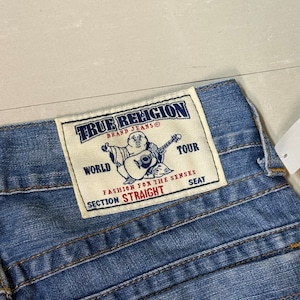 TRUE RELIGION
BRAND JEANS®
WORLD TOUR
FASHION FOR THE SENSES
SECTION STRAIGHT SEAT